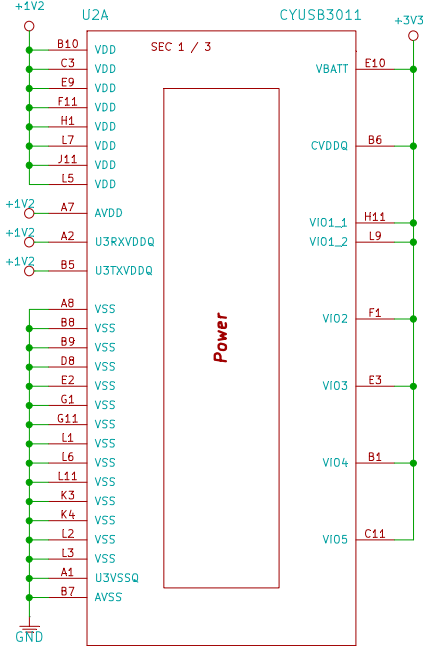 +1V2 U2A CYUSB3011 +3V3
SEC 1 / 3
B10 VDD
C3 VDD VBATT E10
E9 VDD
F11 VDD
H1 VDD
L7 VDD CVDDQ B6
J11 VDD
L5 VDD
+1V2 A7 AVDD
VIO1_1 H11
+1V2 A2 U3RXVDDQ VIO1_2 L9
+1V2 B5 U3TXVDDQ
A8 VSS
B8 VSS VIO2 F1
B9 VSS
D8 VSS
E2 VSS VIO3 E3
G1 VSS
G11 VSS
L1 VSS
L6 VSS VIO4 B1
L11 VSS
K3 VSS
K4 VSS
L2 VSS VIO5 C11
L3 VSS
A1 U3VSSQ
B7 AVSS
GND
Power